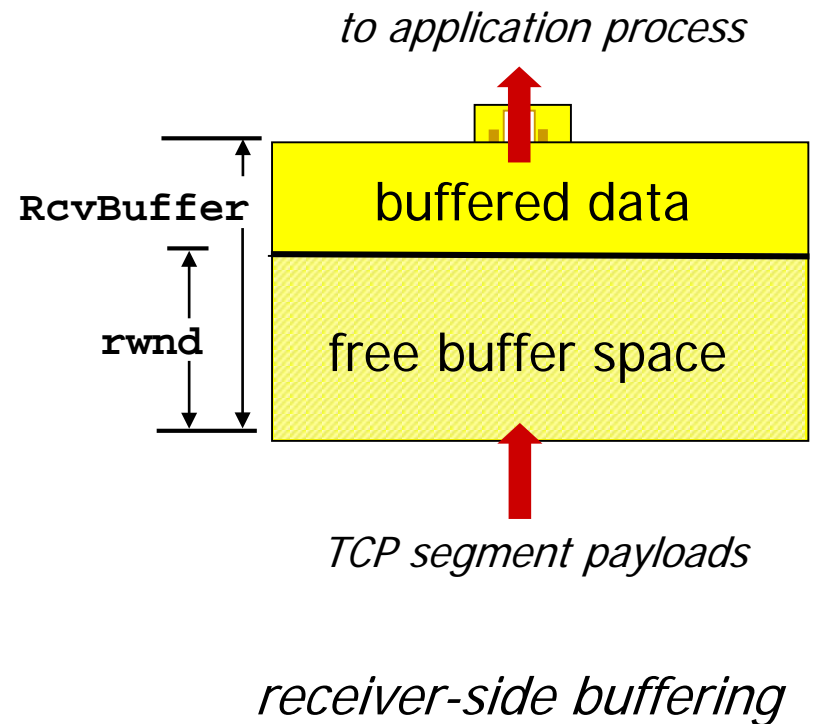 to application process
RcvBuffer
buffered data
rwnd
free buffer space
TCP segment payloads
receiver-side buffering